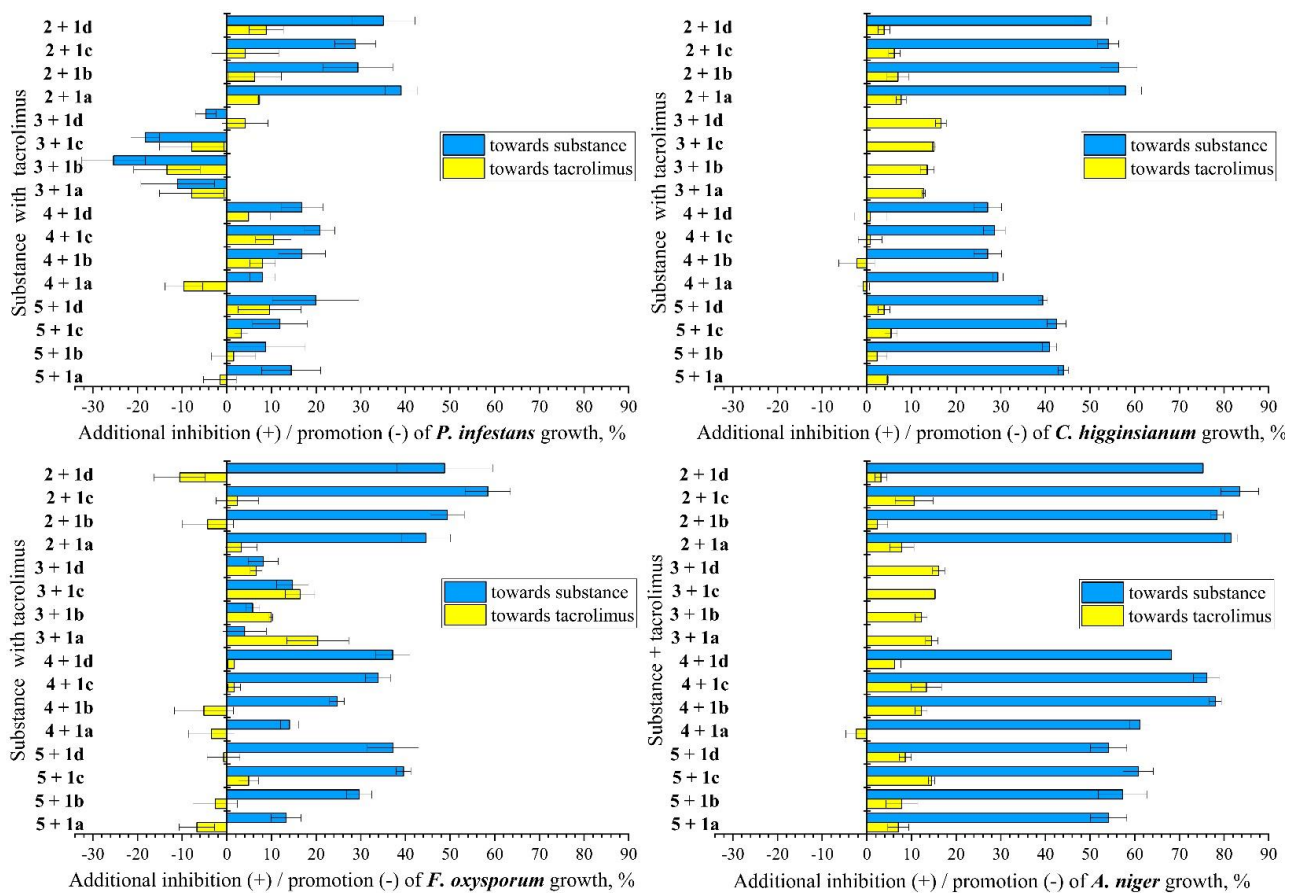 Substance with tacrolimus
2 + 1d
2 + 1c
2 + 1b
2 + 1a
3 + 1d
3 + 1c
3 + 1b
3 + 1a
4 + 1d
4 + 1c
4 + 1b
4 + 1a
5 + 1d
5 + 1c
5 + 1b
5 + 1a
towards substance
towards tacrolimus
-30 -20 -10 0 10 20 30 40 50 60 70 80 90
Additional inhibition (+) / promotion (-) of P. infestans growth, %
2 + 1d
2 + 1c
2 + 1b
2 + 1a
3 + 1d
3 + 1c
3 + 1b
3 + 1a
4 + 1d
4 + 1c
4 + 1b
4 + 1a
5 + 1d
5 + 1c
5 + 1b
5 + 1a
towards substance
towards tacrolimus
-30 -20 -10 0 10 20 30 40 50 60 70 80 90
Additional inhibition (+) / promotion (-) of C. higginsianum growth, %
Substance with tacrolimus
2 + 1d
2 + 1c
2 + 1b
2 + 1a
3 + 1d
3 + 1c
3 + 1b
3 + 1a
4 + 1d
4 + 1c
4 + 1b
4 + 1a
5 + 1d
5 + 1c
5 + 1b
5 + 1a
towards substance
towards tacrolimus
-30 -20 -10 0 10 20 30 40 50 60 70 80 90
Additional inhibition (+) / promotion (-) of F. oxysporum growth, %
Substance + tacrolimus
2 + 1d
2 + 1c
2 + 1b
2 + 1a
3 + 1d
3 + 1c
3 + 1b
3 + 1a
4 + 1d
4 + 1c
4 + 1b
4 + 1a
5 + 1d
5 + 1c
5 + 1b
5 + 1a
towards substance
towards tacrolimus
-30 -20 -10 0 10 20 30 40 50 60 70 80 90
Additional inhibition (+) / promotion (-) of A. niger growth, %